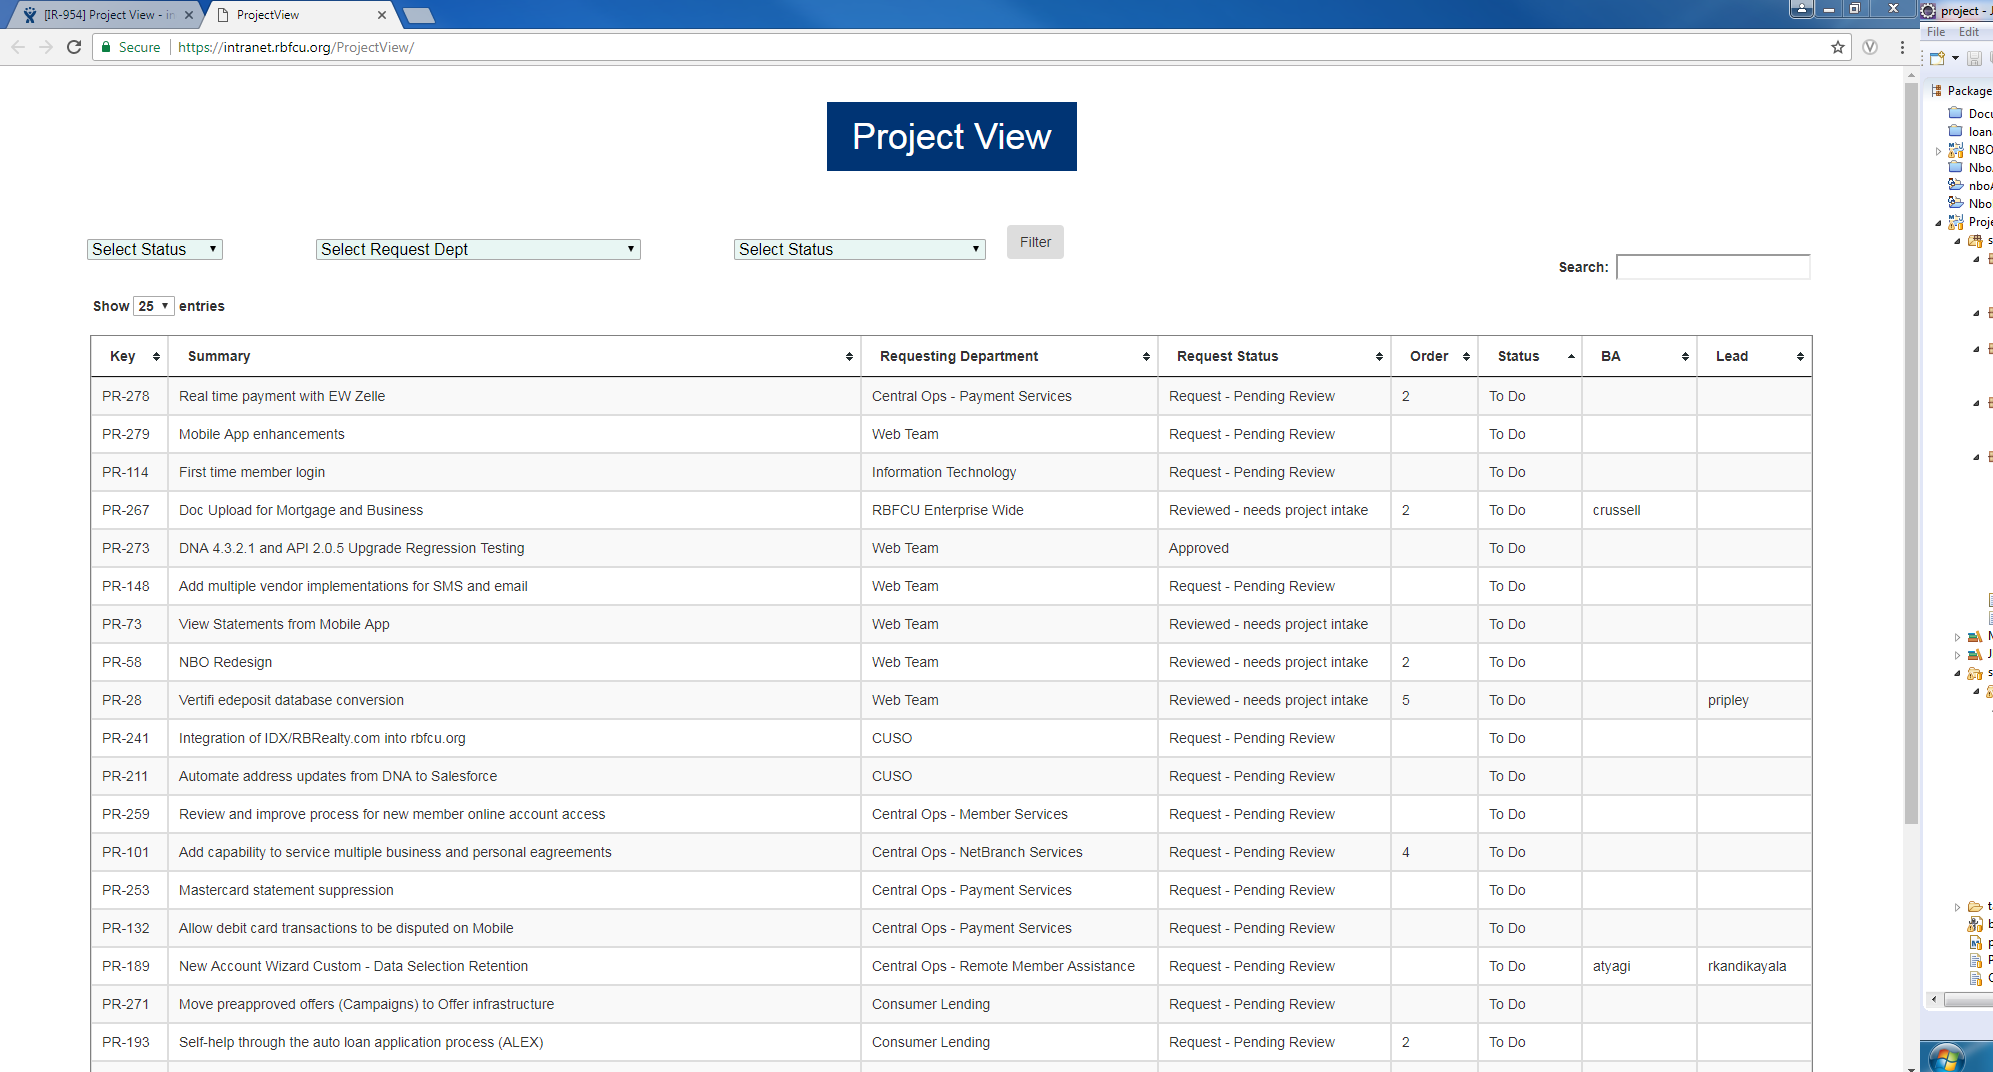 [IR-954] Project View - in
ProjectView
project - J
Secure https://intranet.rbfcu.org/ProjectView/
File Edit
Package
Project View
Select Status Select Request Dept Select Status Filter
Search:
Show 25 entries
Key Summary Requesting Department Request Status Order Status BA Lead
PR-278 Real time payment with EW Zelle Central Ops - Payment Services Request - Pending Review 2 To Do
PR-279 Mobile App enhancements Web Team Request - Pending Review To Do
PR-114 First time member login Information Technology Request - Pending Review To Do
PR-267 Doc Upload for Mortgage and Business RBFCU Enterprise Wide Reviewed - needs project intake 2 To Do crussell
PR-273 DNA 4.3.2.1 and API 2.0.5 Upgrade Regression Testing Web Team Approved To Do
PR-148 Add multiple vendor implementations for SMS and email Web Team Request - Pending Review To Do
PR-73 View Statements from Mobile App Web Team Reviewed - needs project intake To Do
PR-58 NBO Redesign Web Team Reviewed - needs project intake 2 To Do
PR-28 Vertifi edeposit database conversion Web Team Reviewed - needs project intake 5 To Do pripley
PR-241 Integration of IDX/RBRealty.com into rbfcu.org CUSO Request - Pending Review To Do
PR-211 Automate address updates from DNA to Salesforce CUSO Request - Pending Review To Do
PR-259 Review and improve process for new member online account access Central Ops - Member Services Request - Pending Review To Do
PR-101 Add capability to service multiple business and personal eagreements Central Ops - NetBranch Services Request - Pending Review 4 To Do
PR-253 Mastercard statement suppression Central Ops - Payment Services Request - Pending Review To Do
PR-132 Allow debit card transactions to be disputed on Mobile Central Ops - Payment Services Request - Pending Review To Do
PR-189 New Account Wizard Custom - Data Selection Retention Central Ops - Remote Member Assistance Request - Pending Review To Do atyagi rkandikayala
PR-271 Move preapproved offers (Campaigns) to Offer infrastructure Consumer Lending Request - Pending Review To Do
PR-193 Self-help through the auto loan application process (ALEX) Consumer Lending Request - Pending Review 2 To Do
Docu
loan
NBO
Nbo
nboA
Nbo
Proje